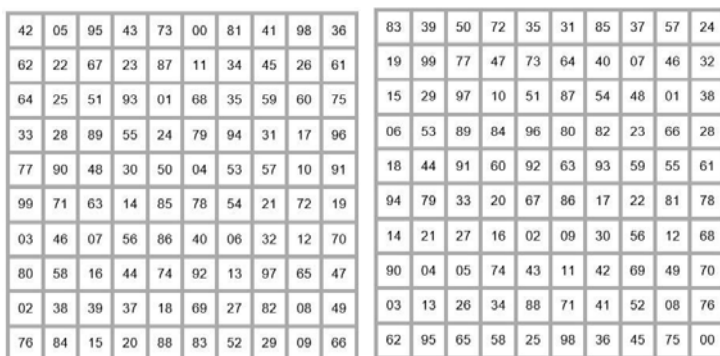 42 05 95 43 73 00 81 41 98 36
62 22 67 23 87 11 34 45 26 61
64 25 51 93 01 68 35 59 60 75
33 28 89 55 24 79 94 31 17 96
77 90 48 30 50 04 53 57 10 91
99 71 63 14 85 78 54 21 72 19
03 46 07 56 86 40 06 32 12 70
80 58 16 44 74 92 13 97 65 47
02 38 39 37 18 69 27 82 08 49
76 84 15 20 88 83 52 29 09 66
83 39 50 72 35 31 85 37 57 24
19 99 77 47 73 64 40 07 46 32
15 29 97 10 51 87 54 48 01 38
06 53 89 84 96 80 82 23 66 28
18 44 91 60 92 63 93 59 55 61
94 79 33 20 67 86 17 22 81 78
14 21 27 16 02 09 30 56 12 68
90 04 05 74 43 11 42 69 49 70
03 13 26 34 88 71 41 52 08 76
62 95 65 58 25 98 36 45 75 00